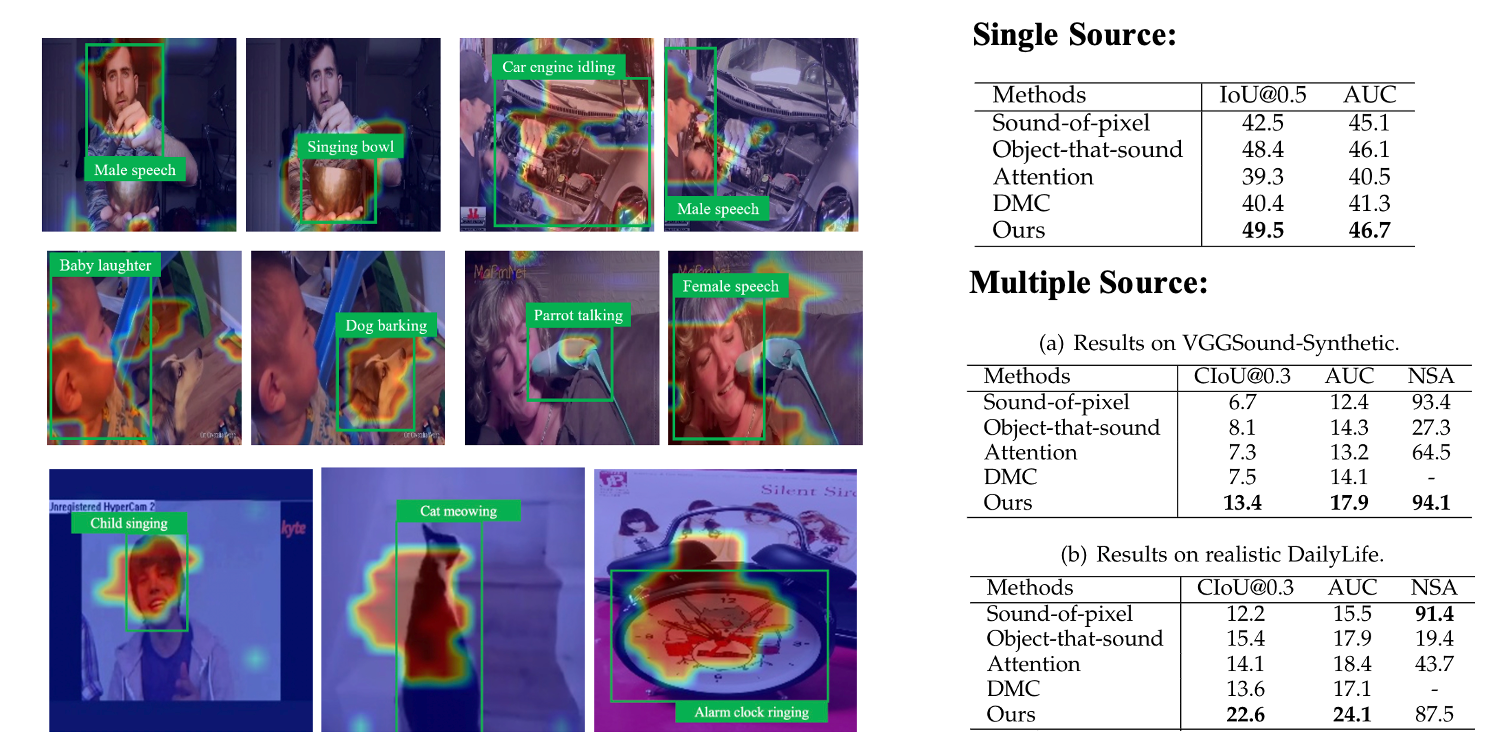 Male speech
Singing bowl
Car engine idling
Male speech
Baby laughter
Dog barking
Parrot talking
Female speech
Unregistered HyperCam 2
Child singing
kyte
Cat meowing
Silent Sir
Alarm clock ringing
Single Source:
Methods IoU@0.5 AUC
Sound-of-pixel 42.5 45.1
Object-that-sound 48.4 46.1
Attention 39.3 40.5
DMC 40.4 41.3
Ours 49.5 46.7
Multiple Source:
(a) Results on VGGSound-Synthetic.
Methods CIoU@0.3 AUC NSA
Sound-of-pixel 6.7 12.4 93.4
Object-that-sound 8.1 14.3 27.3
Attention 7.3 13.2 64.5
DMC 7.5 14.1 -
Ours 13.4 17.9 94.1
(b) Results on realistic DailyLife.
Methods CIoU@0.3 AUC NSA
Sound-of-pixel 12.2 15.5 91.4
Object-that-sound 15.4 17.9 19.4
Attention 14.1 18.4 43.7
DMC 13.6 17.1 -
Ours 22.6 24.1 87.5